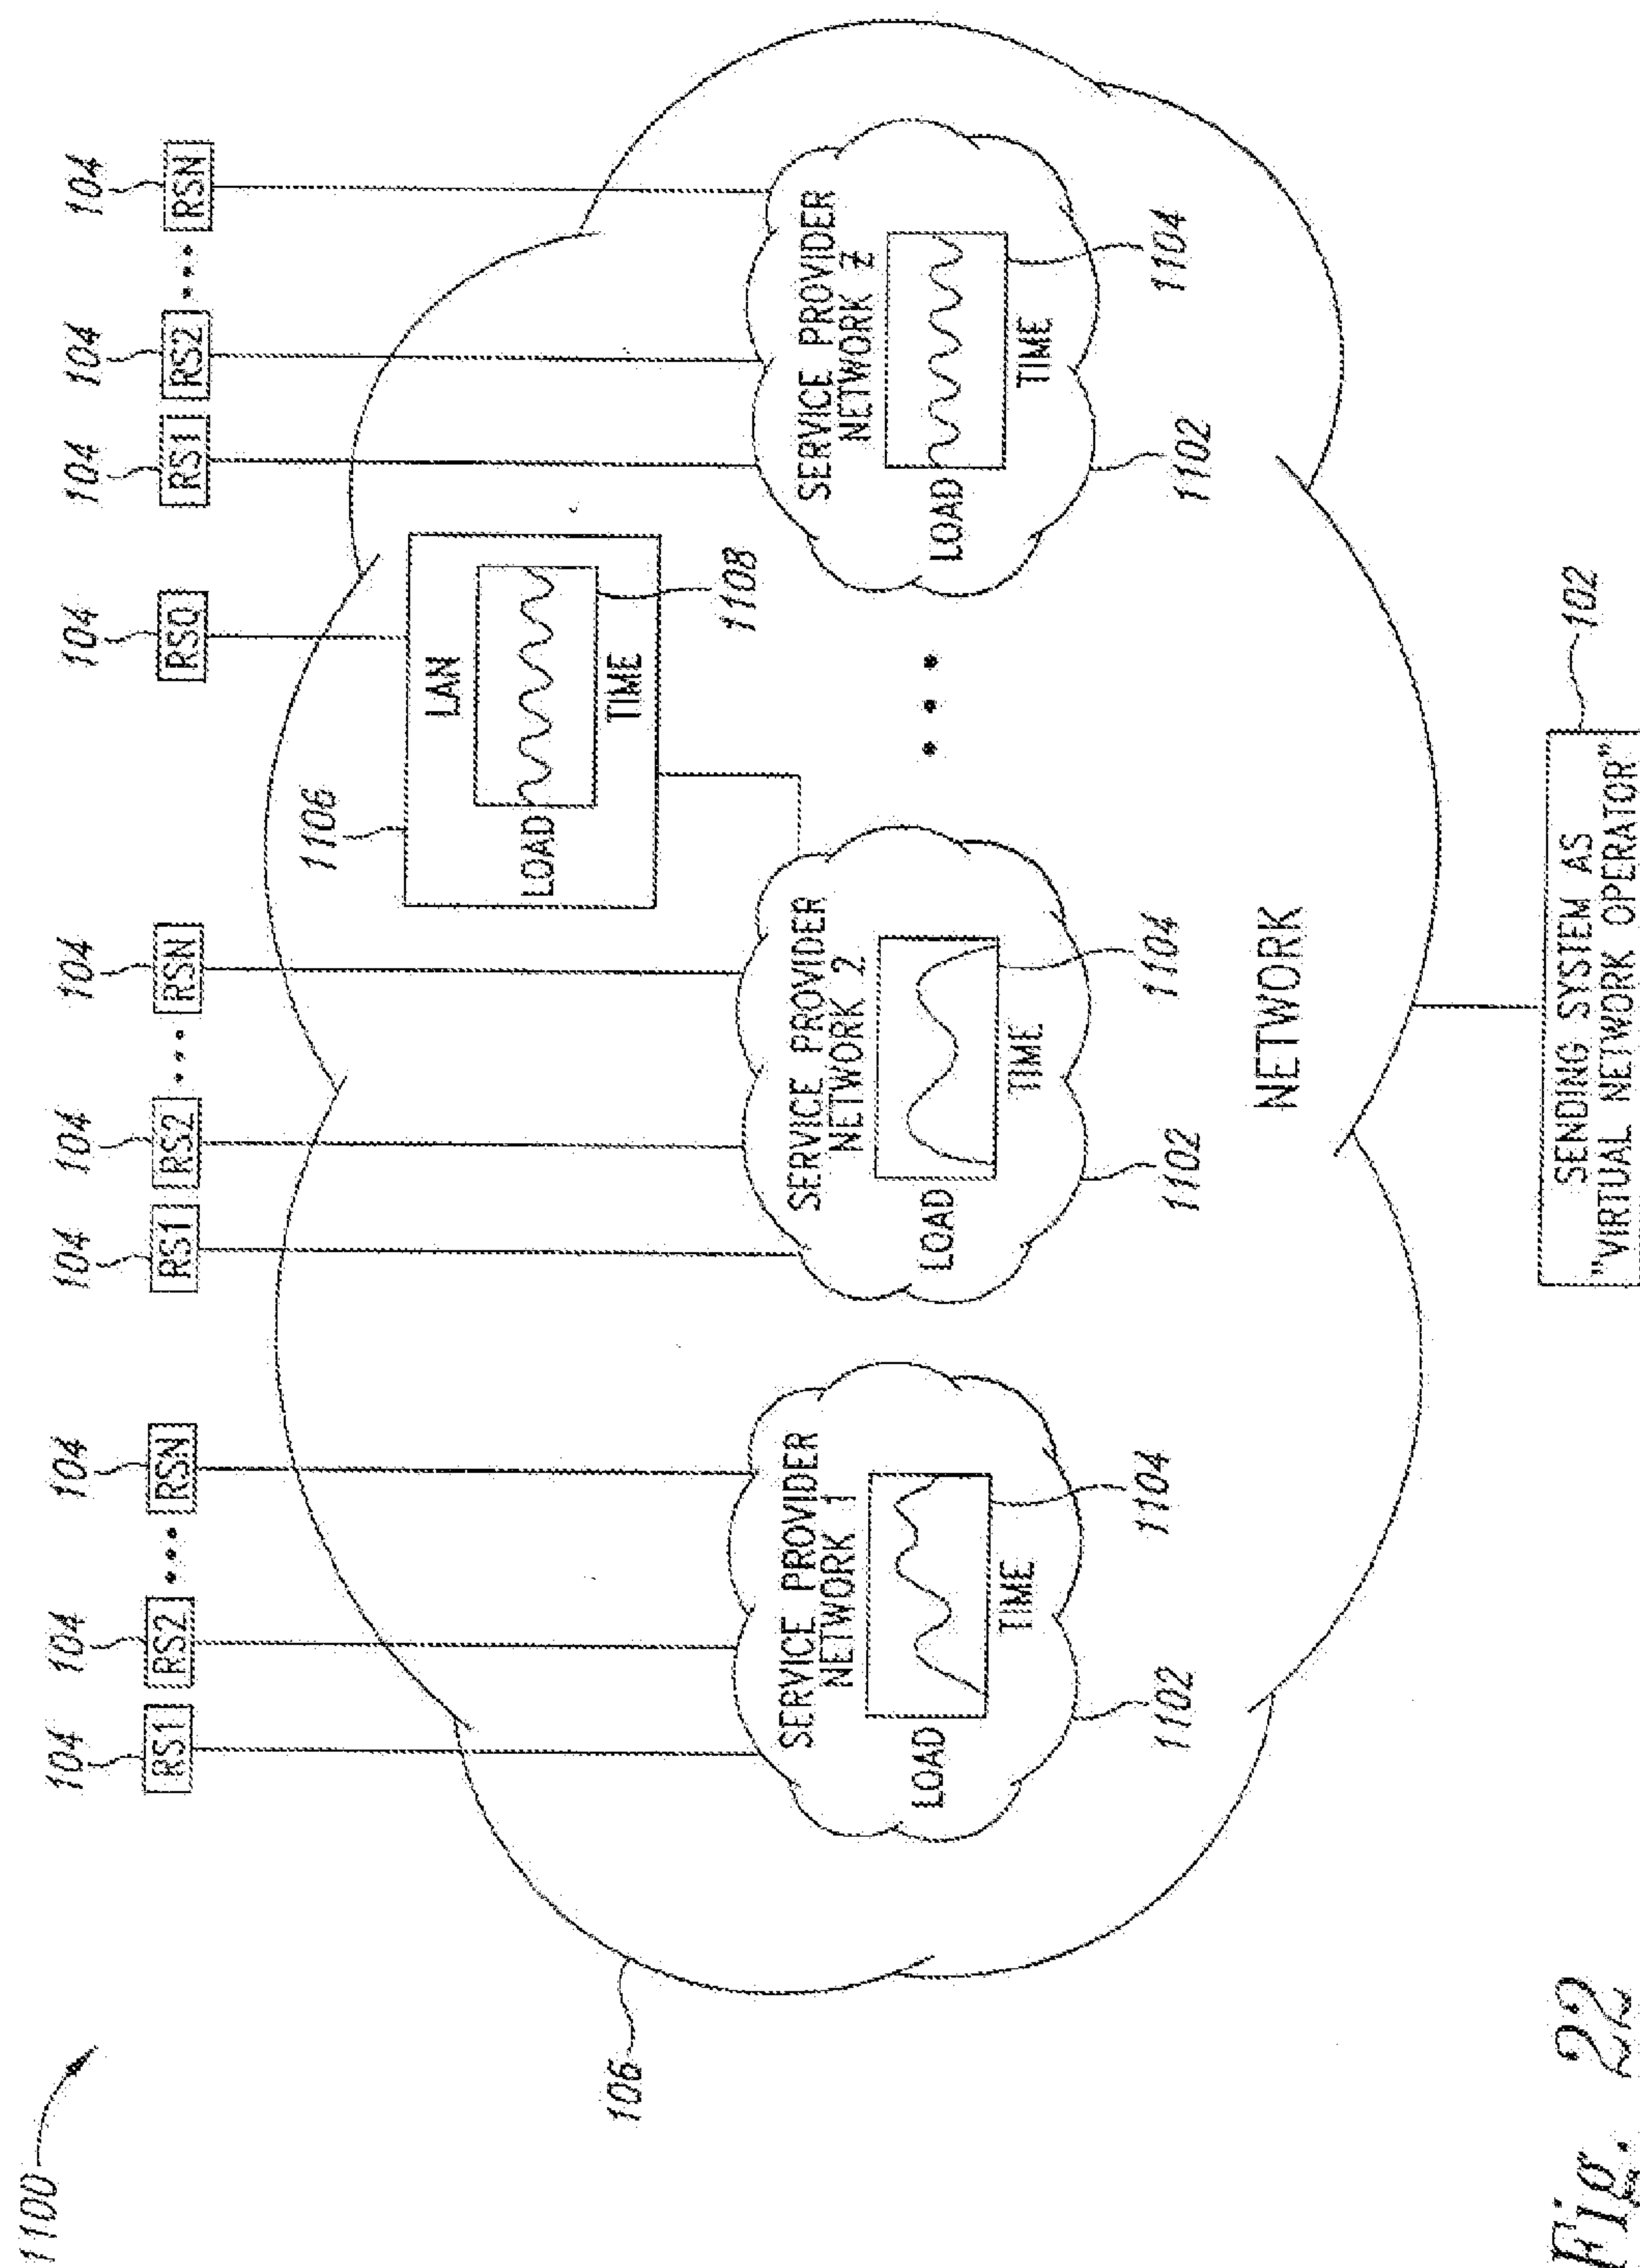 1100
104 104 104 104 104 104 104 104 104 104
RS1 RS2 ••• RSN RS1 RS2 ••• RSN RSQ RS1 RS2 ••• RSN
106
1106
LAN
LOAD
TIME
1108
SERVICE PROVIDER
NETWORK 1
LOAD
TIME
1102
1104
SERVICE PROVIDER
NETWORK 2
LOAD
TIME
1102
1104
• • •
SERVICE PROVIDER
NETWORK Z
LOAD
TIME
1102
1104
NETWORK
SENDING SYSTEM AS
"VIRTUAL NETWORK OPERATOR"
102
Fig. 22